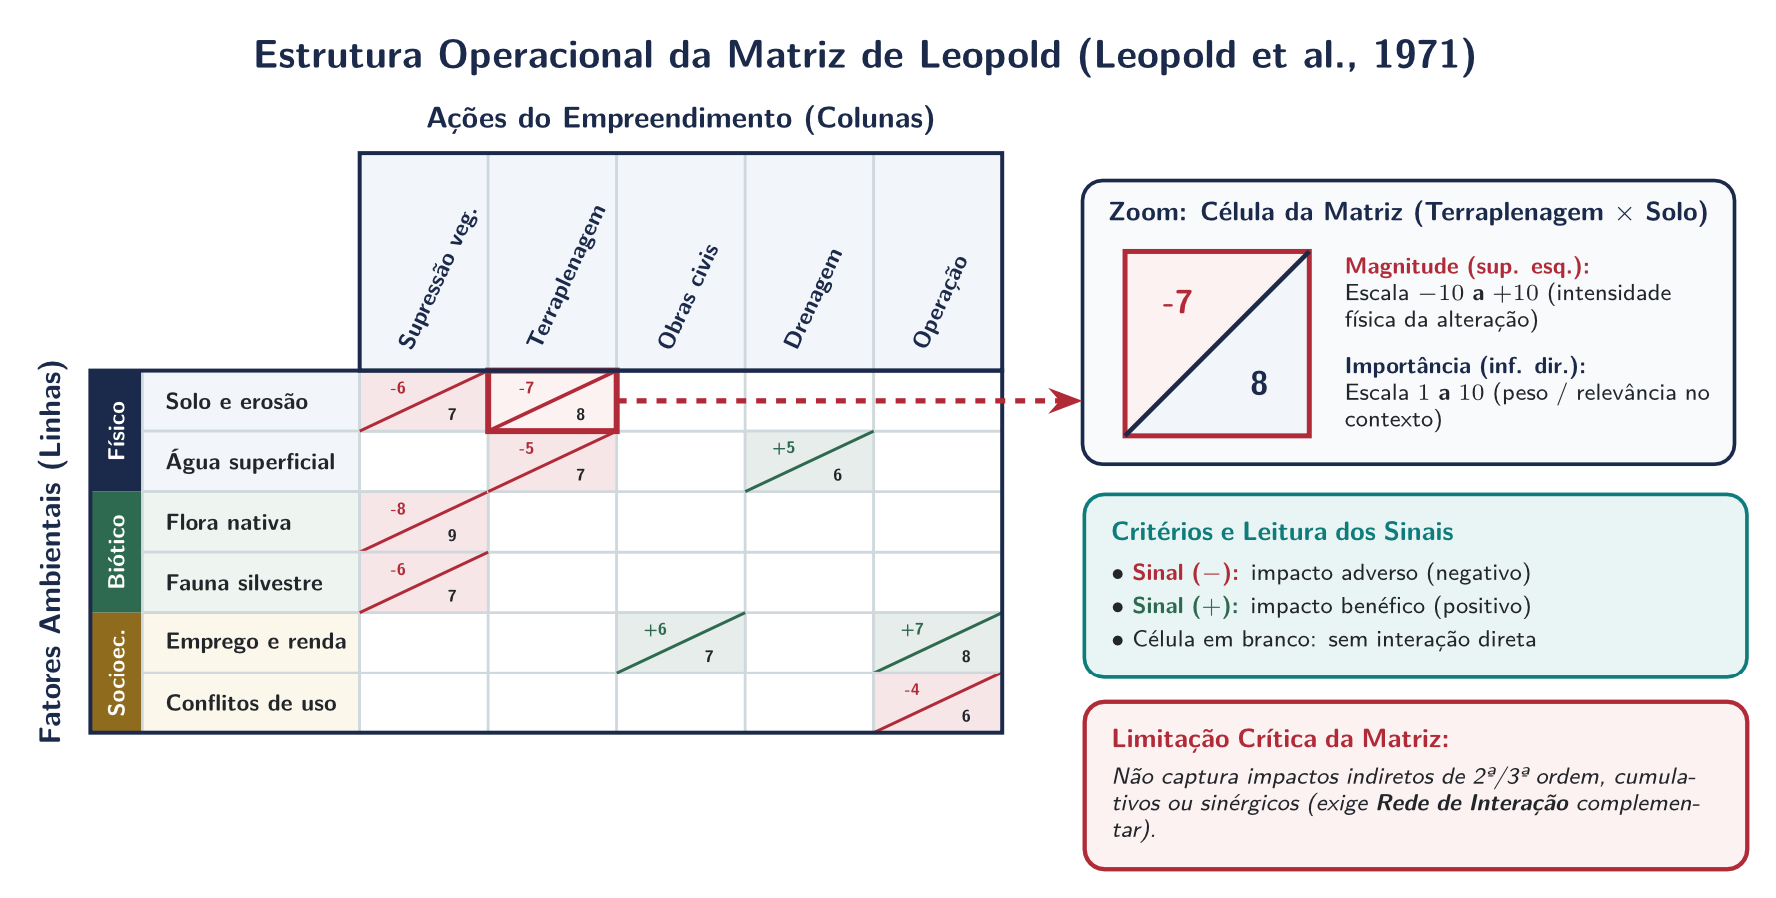 Estrutura Operacional da Matriz de Leopold (Leopold et al., 1971)
Ações do Empreendimento (Colunas)
Supressão veg.
Terraplenagem
Obras civis
Drenagem
Operação
Fatores Ambientais (Linhas)
Físico
Solo e erosão
-6
7
-7
8
Água superficial
-5
7
+5
6
Biótico
Flora nativa
-8
9
Fauna silvestre
-6
7
Socioec.
Emprego e renda
+6
7
+7
8
Conflitos de uso
-4
6
Zoom: Célula da Matriz (Terraplenagem × Solo)
-7
8
Magnitude (sup. esq.):
Escala −10 a +10 (intensidade
física da alteração)
Importância (inf. dir.):
Escala 1 a 10 (peso / relevância no
contexto)
Critérios e Leitura dos Sinais
• Sinal (−): impacto adverso (negativo)
• Sinal (+): impacto benéfico (positivo)
• Célula em branco: sem interação direta
Limitação Crítica da Matriz:
Não captura impactos indiretos de 2ª/3ª ordem, cumula-
tivos ou sinérgicos (exige Rede de Interação complemen-
tar).